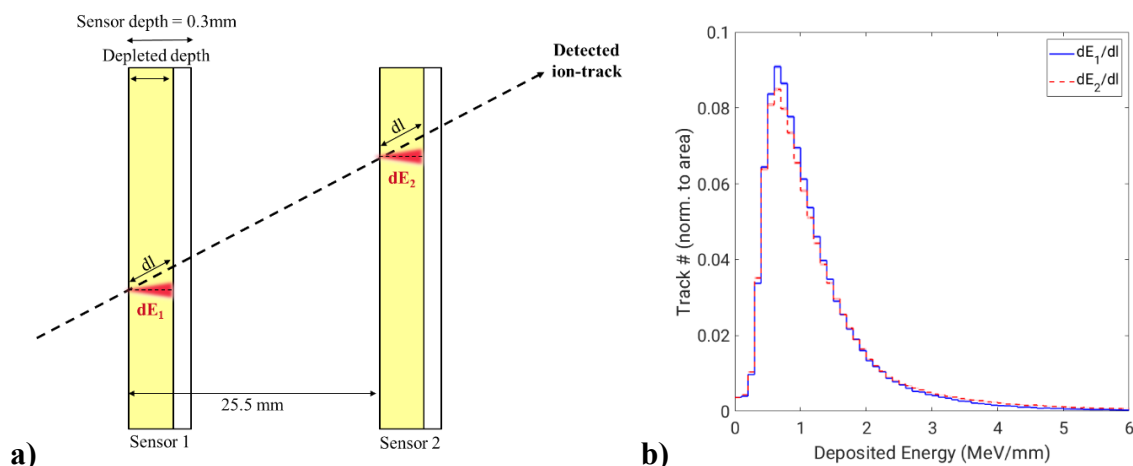 Sensor depth = 0.3mm
Depleted depth
Detected
ion-track
dl
dE₂
dl
dE₁
25.5 mm
Sensor 1
Sensor 2
a)
0.1
0.08
0.06
0.04
0.02
0
Track # (norm. to area)
dE₁/dl
dE₂/dl
0 1 2 3 4 5 6
Deposited Energy (MeV/mm)
b)